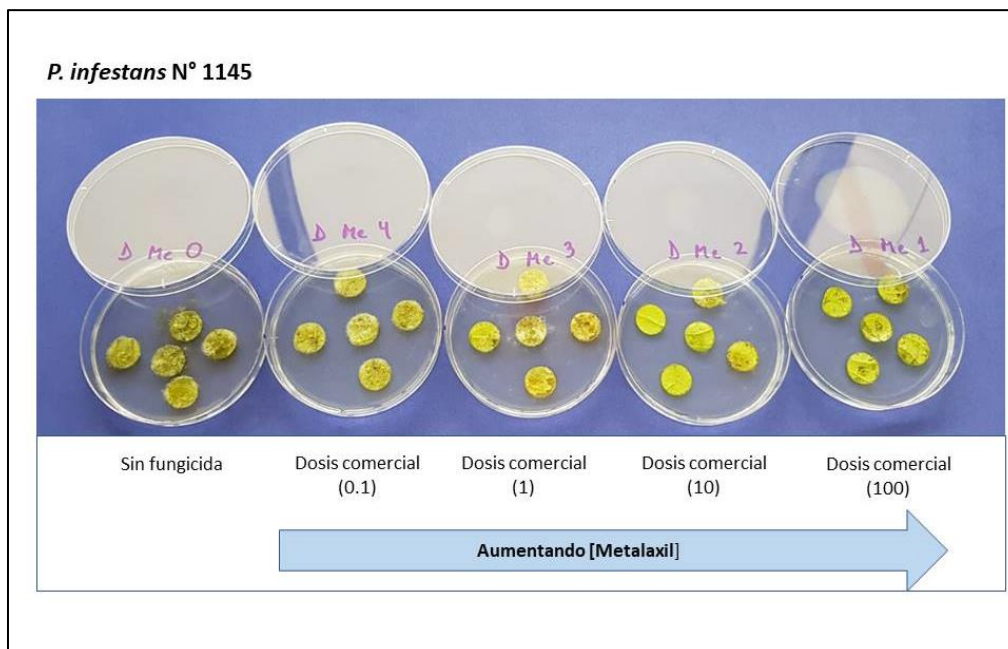 P. infestans N° 1145
D Me 0
D Me 4
D Me 3
D Me 2
D Me 1
Sin fungicida
Dosis comercial
(0.1)
Dosis comercial
(1)
Dosis comercial
(10)
Dosis comercial
(100)
Aumentando [Metalaxil]